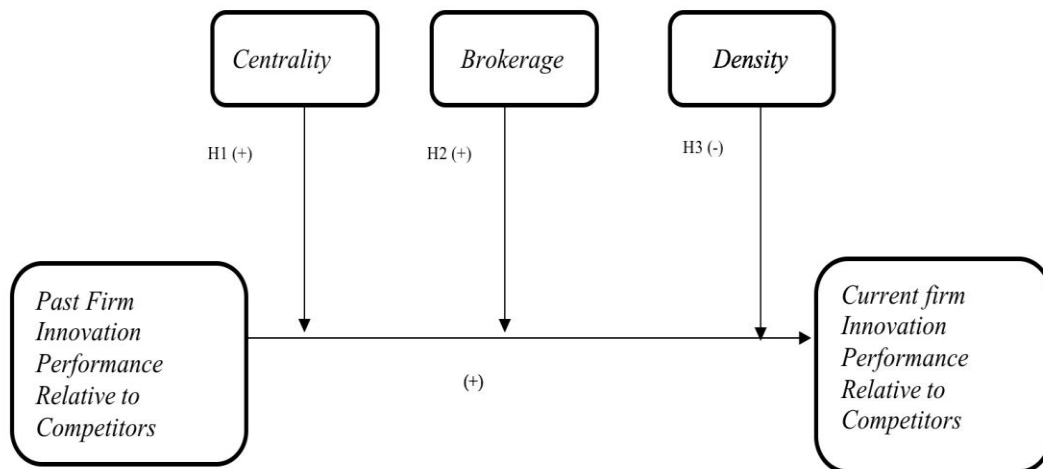 Centrality
Brokerage
Density
H1 (+)
H2 (+)
H3 (-)
Past Firm
Innovation
Performance
Relative to
Competitors
(+)
Current firm
Innovation
Performance
Relative to
Competitors